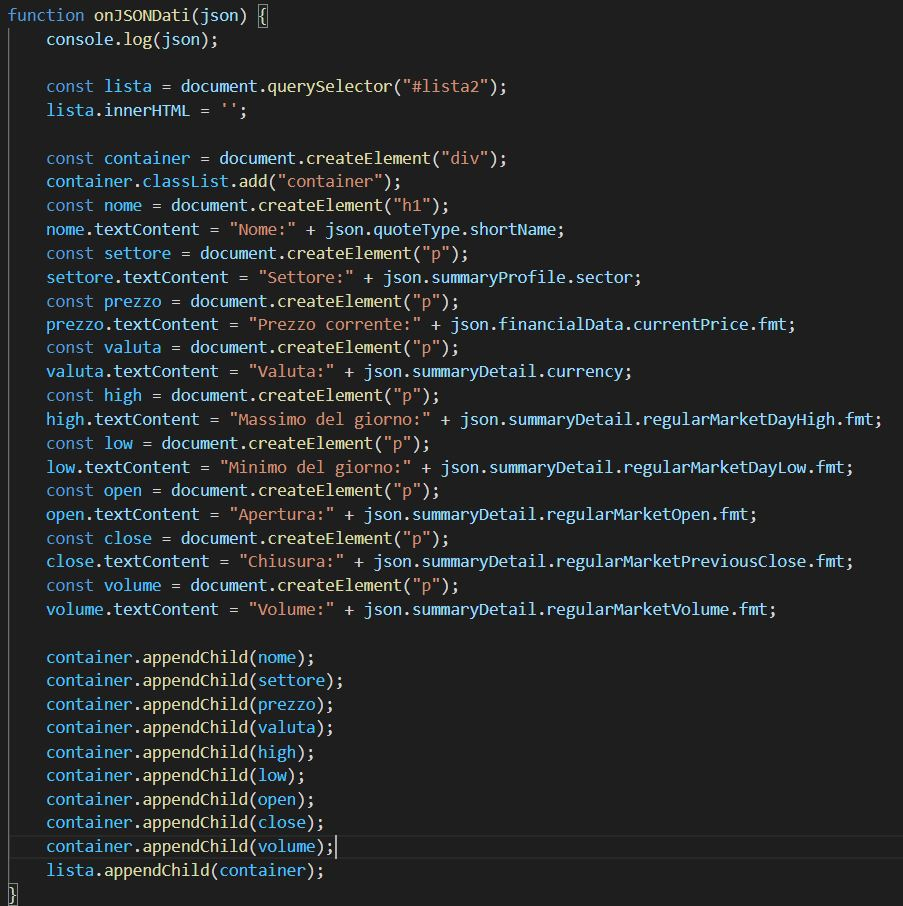 function onJSONDati(json) {
    console.log(json);

    const lista = document.querySelector("#lista2");
    lista.innerHTML = '';

    const container = document.createElement("div");
    container.classList.add("container");
    const nome = document.createElement("h1");
    nome.textContent = "Nome:" + json.quoteType.shortName;
    const settore = document.createElement("p");
    settore.textContent = "Settore:" + json.summaryProfile.sector;
    const prezzo = document.createElement("p");
    prezzo.textContent = "Prezzo corrente:" + json.financialData.currentPrice.fmt;
    const valuta = document.createElement("p");
    valuta.textContent = "Valuta:" + json.summaryDetail.currency;
    const high = document.createElement("p");
    high.textContent = "Massimo del giorno:" + json.summaryDetail.regularMarketDayHigh.fmt;
    const low = document.createElement("p");
    low.textContent = "Minimo del giorno:" + json.summaryDetail.regularMarketDayLow.fmt;
    const open = document.createElement("p");
    open.textContent = "Apertura:" + json.summaryDetail.regularMarketOpen.fmt;
    const close = document.createElement("p");
    close.textContent = "Chiusura:" + json.summaryDetail.regularMarketPreviousClose.fmt;
    const volume = document.createElement("p");
    volume.textContent = "Volume:" + json.summaryDetail.regularMarketVolume.fmt;

    container.appendChild(nome);
    container.appendChild(settore);
    container.appendChild(prezzo);
    container.appendChild(valuta);
    container.appendChild(high);
    container.appendChild(low);
    container.appendChild(open);
    container.appendChild(close);
    container.appendChild(volume);
    lista.appendChild(container);
}